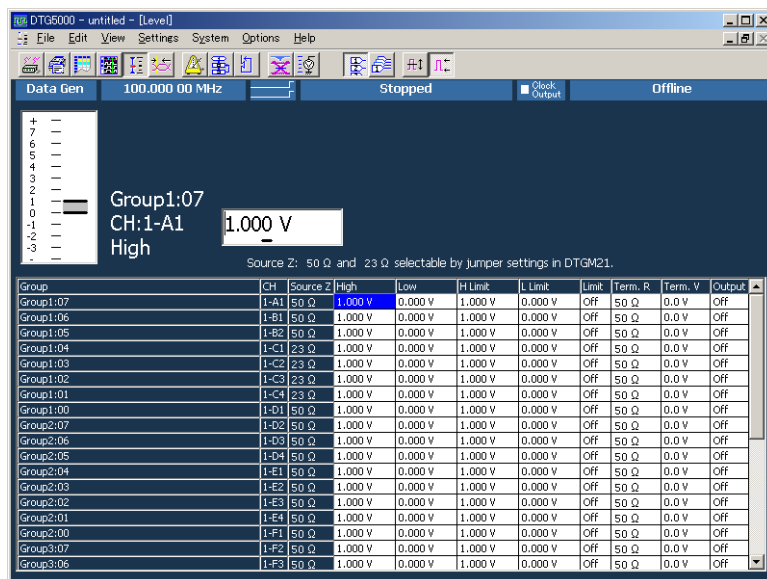 DTG5000 - untitled - [Level]
File Edit View Settings System Options Help
Data Gen 100.000 00 MHz Stopped Clock Output Offline
+
7
6
5
4
3
2
1
0
-1
-2
-3
-
Group1:07
CH:1-A1
High
1.000 V
Source Z: 50 Ω and 23 Ω selectable by jumper settings in DTGM21.
Group CH Source Z High Low H Limit L Limit Limit Term. R Term. V Output
Group1:07 1-A1 50 Ω 1.000 V 0.000 V 1.000 V 0.000 V Off 50 Ω 0.0 V Off
Group1:06 1-B1 50 Ω 1.000 V 0.000 V 1.000 V 0.000 V Off 50 Ω 0.0 V Off
Group1:05 1-B2 50 Ω 1.000 V 0.000 V 1.000 V 0.000 V Off 50 Ω 0.0 V Off
Group1:04 1-C1 23 Ω 1.000 V 0.000 V 1.000 V 0.000 V Off 50 Ω 0.0 V Off
Group1:03 1-C2 23 Ω 1.000 V 0.000 V 1.000 V 0.000 V Off 50 Ω 0.0 V Off
Group1:02 1-C3 23 Ω 1.000 V 0.000 V 1.000 V 0.000 V Off 50 Ω 0.0 V Off
Group1:01 1-C4 23 Ω 1.000 V 0.000 V 1.000 V 0.000 V Off 50 Ω 0.0 V Off
Group1:00 1-D1 50 Ω 1.000 V 0.000 V 1.000 V 0.000 V Off 50 Ω 0.0 V Off
Group2:07 1-D2 50 Ω 1.000 V 0.000 V 1.000 V 0.000 V Off 50 Ω 0.0 V Off
Group2:06 1-D3 50 Ω 1.000 V 0.000 V 1.000 V 0.000 V Off 50 Ω 0.0 V Off
Group2:05 1-D4 50 Ω 1.000 V 0.000 V 1.000 V 0.000 V Off 50 Ω 0.0 V Off
Group2:04 1-E1 50 Ω 1.000 V 0.000 V 1.000 V 0.000 V Off 50 Ω 0.0 V Off
Group2:03 1-E2 50 Ω 1.000 V 0.000 V 1.000 V 0.000 V Off 50 Ω 0.0 V Off
Group2:02 1-E3 50 Ω 1.000 V 0.000 V 1.000 V 0.000 V Off 50 Ω 0.0 V Off
Group2:01 1-E4 50 Ω 1.000 V 0.000 V 1.000 V 0.000 V Off 50 Ω 0.0 V Off
Group2:00 1-F1 50 Ω 1.000 V 0.000 V 1.000 V 0.000 V Off 50 Ω 0.0 V Off
Group3:07 1-F2 50 Ω 1.000 V 0.000 V 1.000 V 0.000 V Off 50 Ω 0.0 V Off
Group3:06 1-F3 50 Ω 1.000 V 0.000 V 1.000 V 0.000 V Off 50 Ω 0.0 V Off